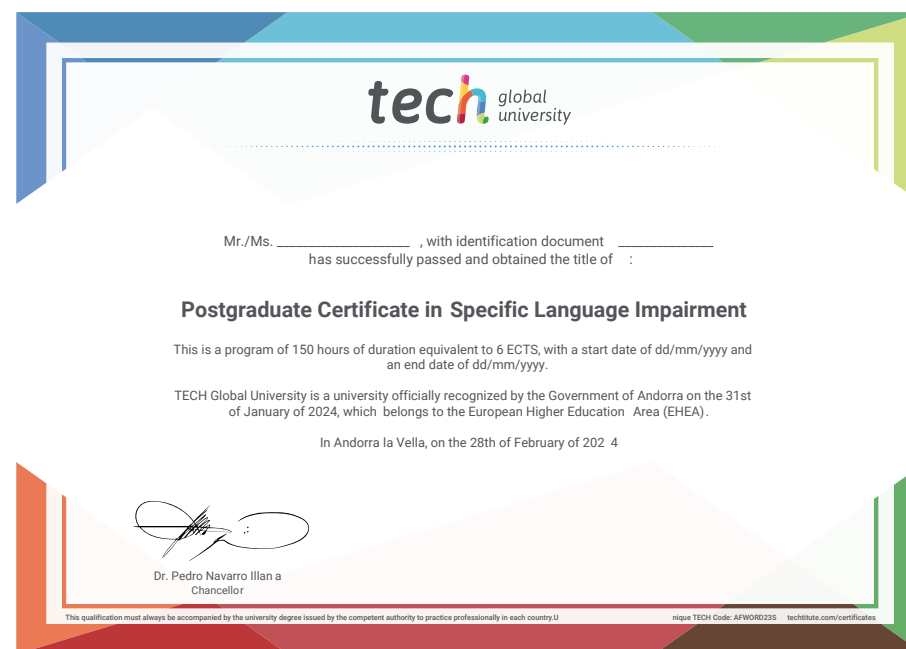 tech global
university
Mr./Ms. _____________________ , with identification document _______________
has successfully passed and obtained the title of :
Postgraduate Certificate in Specific Language Impairment
This is a program of 150 hours of duration equivalent to 6 ECTS, with a start date of dd/mm/yyyy and
an end date of dd/mm/yyyy.
TECH Global University is a university officially recognized by the Government of Andorra on the 31st
of January of 2024, which belongs to the European Higher Education Area (EHEA).
In Andorra la Vella, on the 28th of February of 202 4
Dr. Pedro Navarro Illan a
Chancellor
This qualification must always be accompanied by the university degree issued by the competent authority to practice professionally in each country.U
nique TECH Code: AFWORD23S techtitute.com/certificates